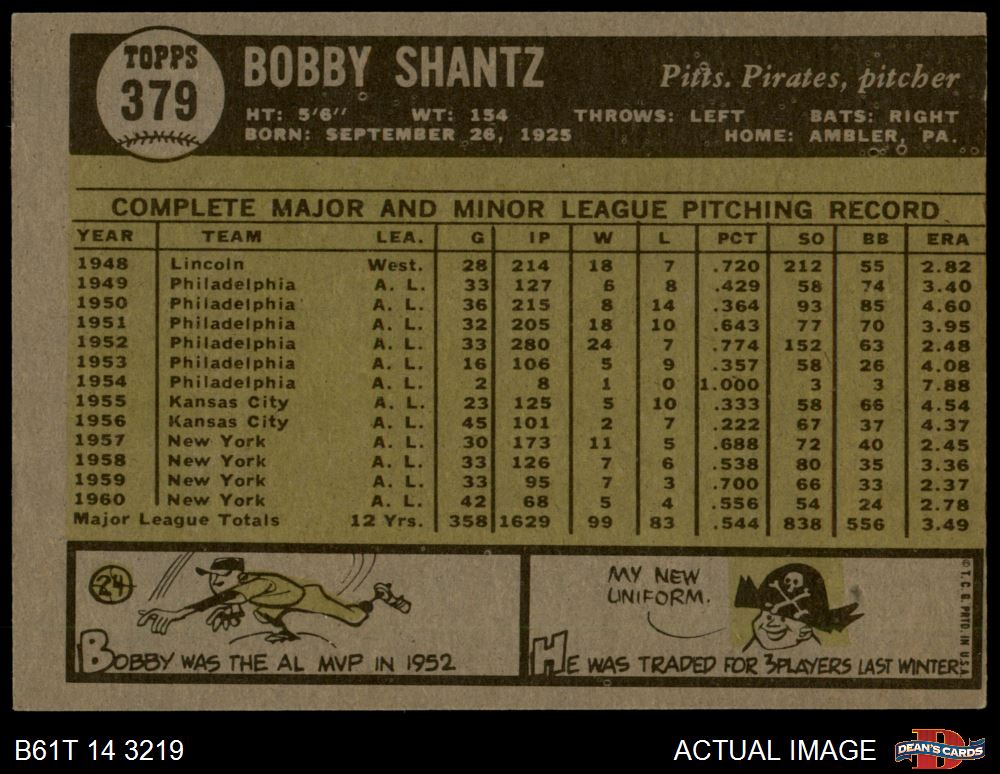 TOPPS
379
BOBBY SHANTZ
Pitts. Pirates, pitcher
HT: 5'6" WT: 154 THROWS: LEFT BATS: RIGHT
BORN: SEPTEMBER 26, 1925 HOME: AMBLER, PA.
COMPLETE MAJOR AND MINOR LEAGUE PITCHING RECORD
YEAR TEAM LEA. G IP W L PCT SO BB ERA
1948 Lincoln West. 28 214 18 7 .720 212 55 2.82
1949 Philadelphia A. L. 33 127 6 8 .429 58 74 3.40
1950 Philadelphia A. L. 36 215 8 14 .364 93 85 4.60
1951 Philadelphia A. L. 32 205 18 10 .643 77 70 3.95
1952 Philadelphia A. L. 33 280 24 7 .774 152 63 2.48
1953 Philadelphia A. L. 16 106 5 9 .357 58 26 4.08
1954 Philadelphia A. L. 2 8 1 0 1.000 3 3 7.88
1955 Kansas City A. L. 23 125 5 10 .333 58 66 4.54
1956 Kansas City A. L. 45 101 2 7 .222 67 37 4.37
1957 New York A. L. 30 173 11 5 .688 72 40 2.45
1958 New York A. L. 33 126 7 6 .538 80 35 3.36
1959 New York A. L. 33 95 7 3 .700 66 33 2.37
1960 New York A. L. 42 68 5 4 .556 54 24 2.78
Major League Totals 12 Yrs. 358 1629 99 83 .544 838 556 3.49
24
BOBBY WAS THE AL MVP IN 1952
MY NEW
UNIFORM.
HE WAS TRADED FOR 3 PLAYERS LAST WINTER.
© T. C. G. PRTD. IN U.S.A.
B61T 14 3219
ACTUAL IMAGE
DEAN'S CARDS